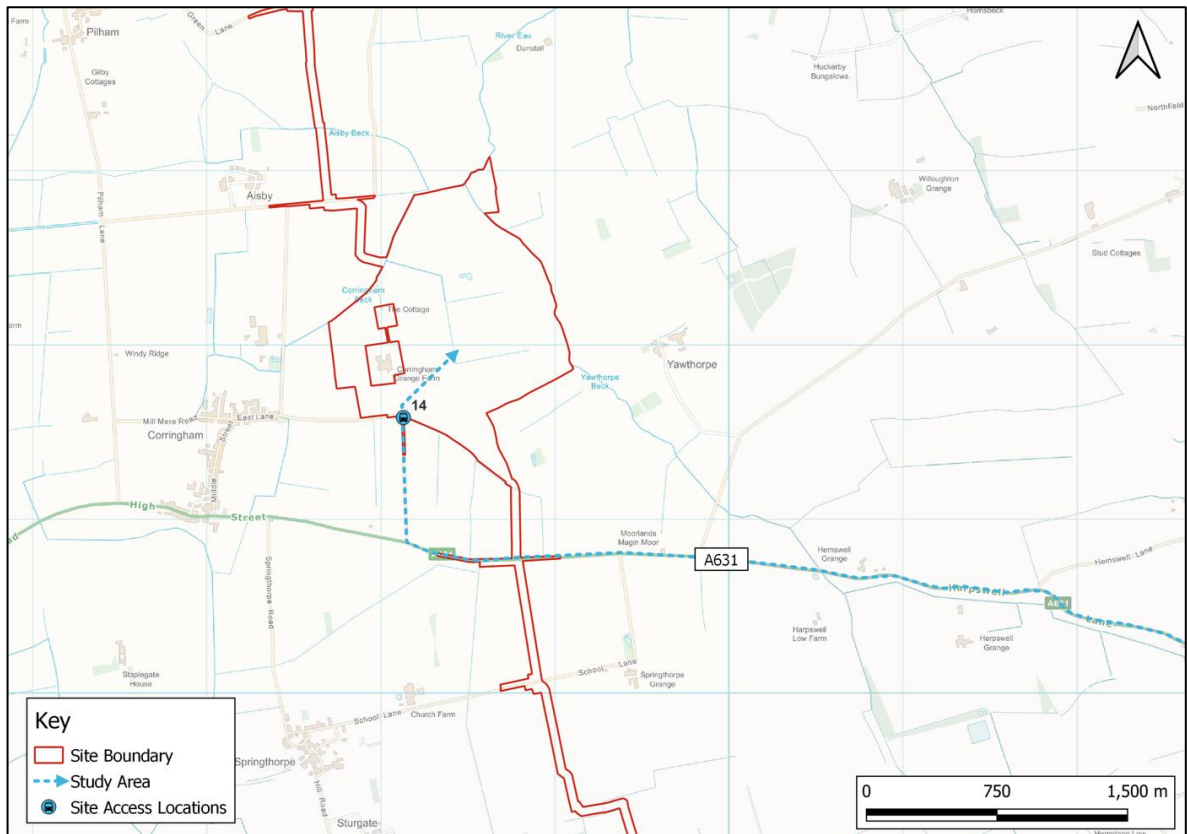 Farm
Pilham
Green
Lane
River Eau
Dunstall
Hornsbeck
Gilby
Cottages
Huckerby
Bungalows
Northfield
Aisby Beck
Pilham
Lane
Aisby
Willoughton
Grange
Stud Cottages
Corringham
Beck
The Cottage
orm
Windy Ridge
Corringham
Grange Farm
Yawthorpe
Yawthorpe
Beck
14
Mill Mere Road
East Lane
Corringham
Middle
Street
High
Street
Moorlands
Magin Moor
A631
Hemswell
Grange
Hemswell Lane
Harpswell
Lane
Springthorpe
Road
Harpswell
Low Farm
Harpswell
Grange
Staplegate
House
School Lane
Springthorpe
Grange
School Lane
Church Farm
Springthorpe
Hill Road
Sturgate
Key
Site Boundary
Study Area
Site Access Locations
0 750 1,500 m